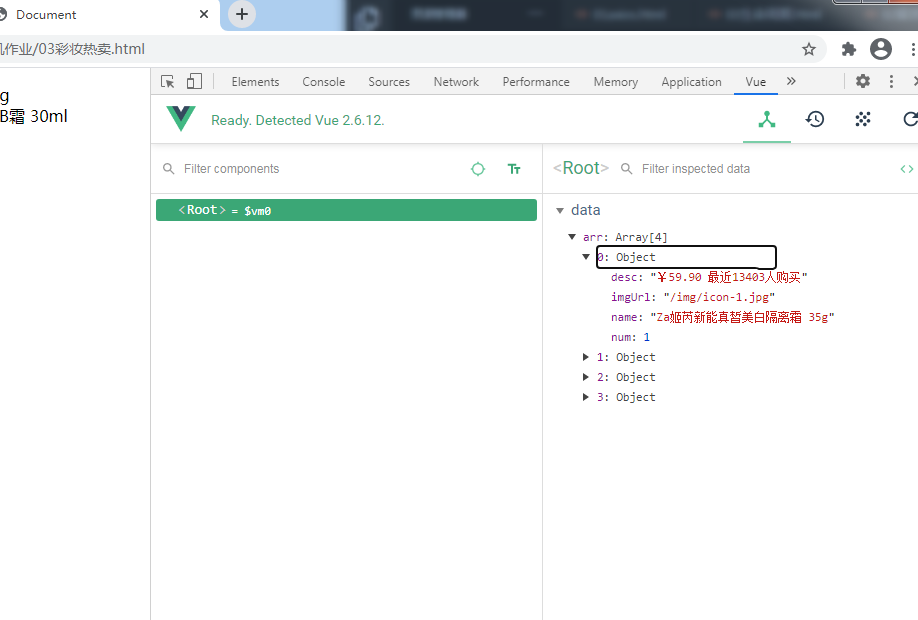 Document
作业/03彩妆热卖.html
g
B霜 30ml
Elements Console Sources Network Performance Memory Application Vue
Ready. Detected Vue 2.6.12.
Filter components
<Root> Filter inspected data
<Root> = $vm0
data
arr: Array[4]
0: Object
desc: "￥59.90 最近13403人购买"
imgUrl: "/img/icon-1.jpg"
name: "Za姬芮新能真皙美白隔离霜 35g"
num: 1
1: Object
2: Object
3: Object